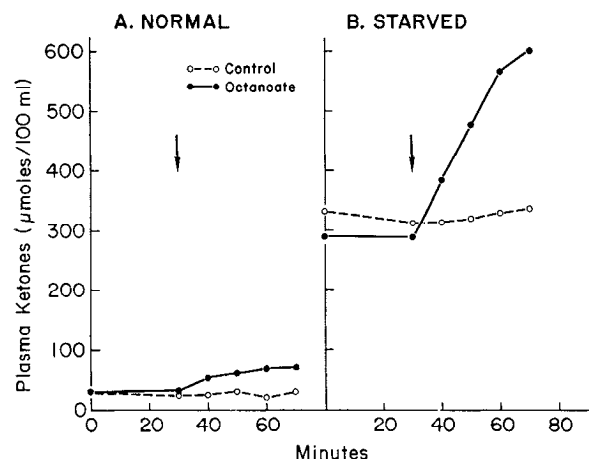 A. NORMAL
B. STARVED
Control
Octanoate
Plasma Ketones (μmoles/100 ml)
600
500
400
300
200
100
0
0 20 40 60
0 20 40 60 80
Minutes